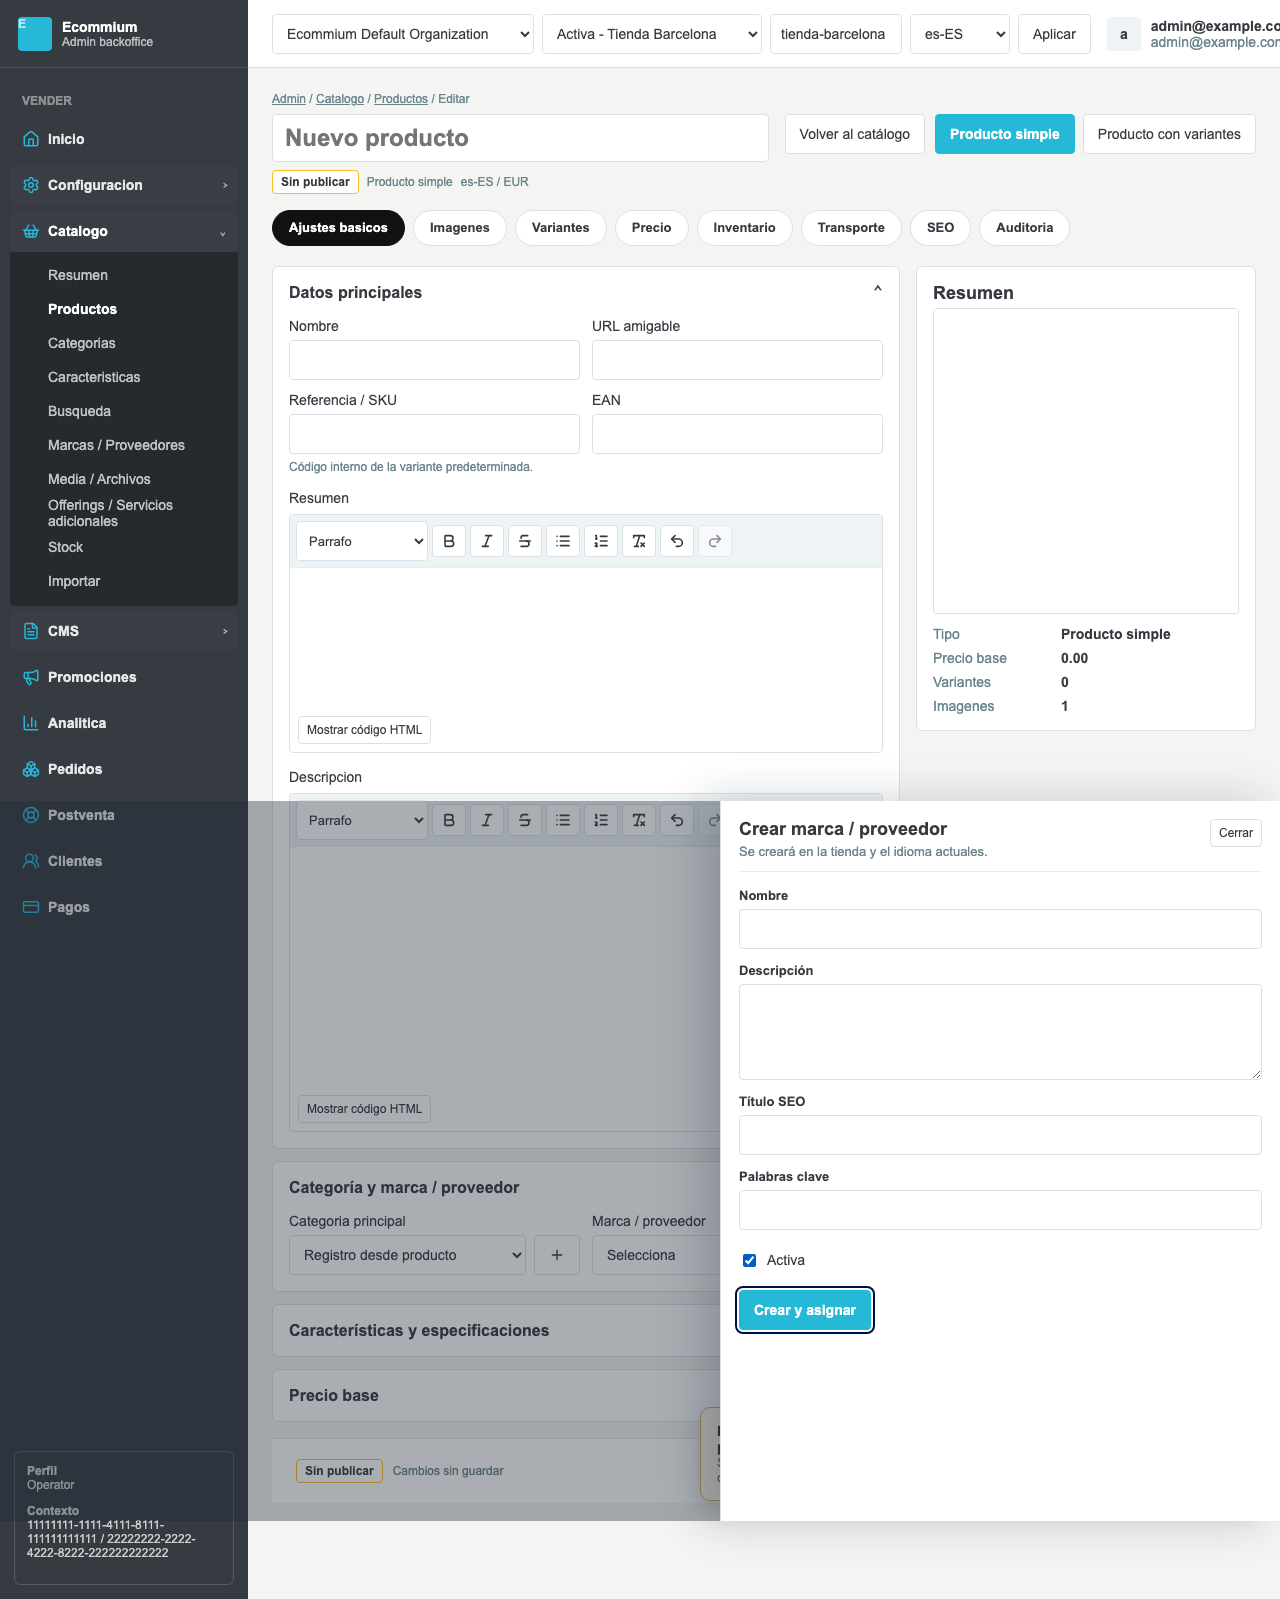 E
Ecommium
Admin backoffice
VENDER
Inicio
Configuracion
Catalogo
Resumen
Productos
Categorias
Caracteristicas
Busqueda
Marcas / Proveedores
Media / Archivos
Offerings / Servicios
adicionales
Stock
Importar
CMS
Promociones
Analitica
Pedidos
Postventa
Clientes
Pagos
Perfil
Operator
Contexto
11111111-1111-4111-8111-
111111111111 / 22222222-2222-
4222-8222-222222222222
Ecommium Default Organization
Activa - Tienda Barcelona
tienda-barcelona
es-ES
Aplicar
a
admin@example.co
admin@example.con
Admin / Catalogo / Productos / Editar
Nuevo producto
Volver al catálogo
Producto simple
Producto con variantes
Sin publicar
Producto simple
es-ES / EUR
Ajustes basicos
Imagenes
Variantes
Precio
Inventario
Transporte
SEO
Auditoria
Datos principales
Nombre
URL amigable
Referencia / SKU
EAN
Código interno de la variante predeterminada.
Resumen
Parrafo
Mostrar código HTML
Descripcion
Parrafo
Mostrar código HTML
Categoría y marca / proveedor
Categoria principal
Marca / proveedor
Registro desde producto
Selecciona
Características y especificaciones
Precio base
Sin publicar
Cambios sin guardar
Resumen
Tipo
Producto simple
Precio base
0.00
Variantes
0
Imagenes
1
Crear marca / proveedor
Cerrar
Se creará en la tienda y el idioma actuales.
Nombre
Descripción
Título SEO
Palabras clave
Activa
Crear y asignar